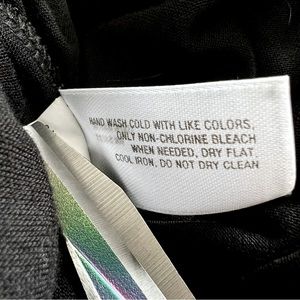 HAND WASH COLD WITH LIKE COLORS,
ONLY NON-CHLORINE BLEACH
WHEN NEEDED, DRY FLAT,
COOL IRON. DO NOT DRY CLEAN